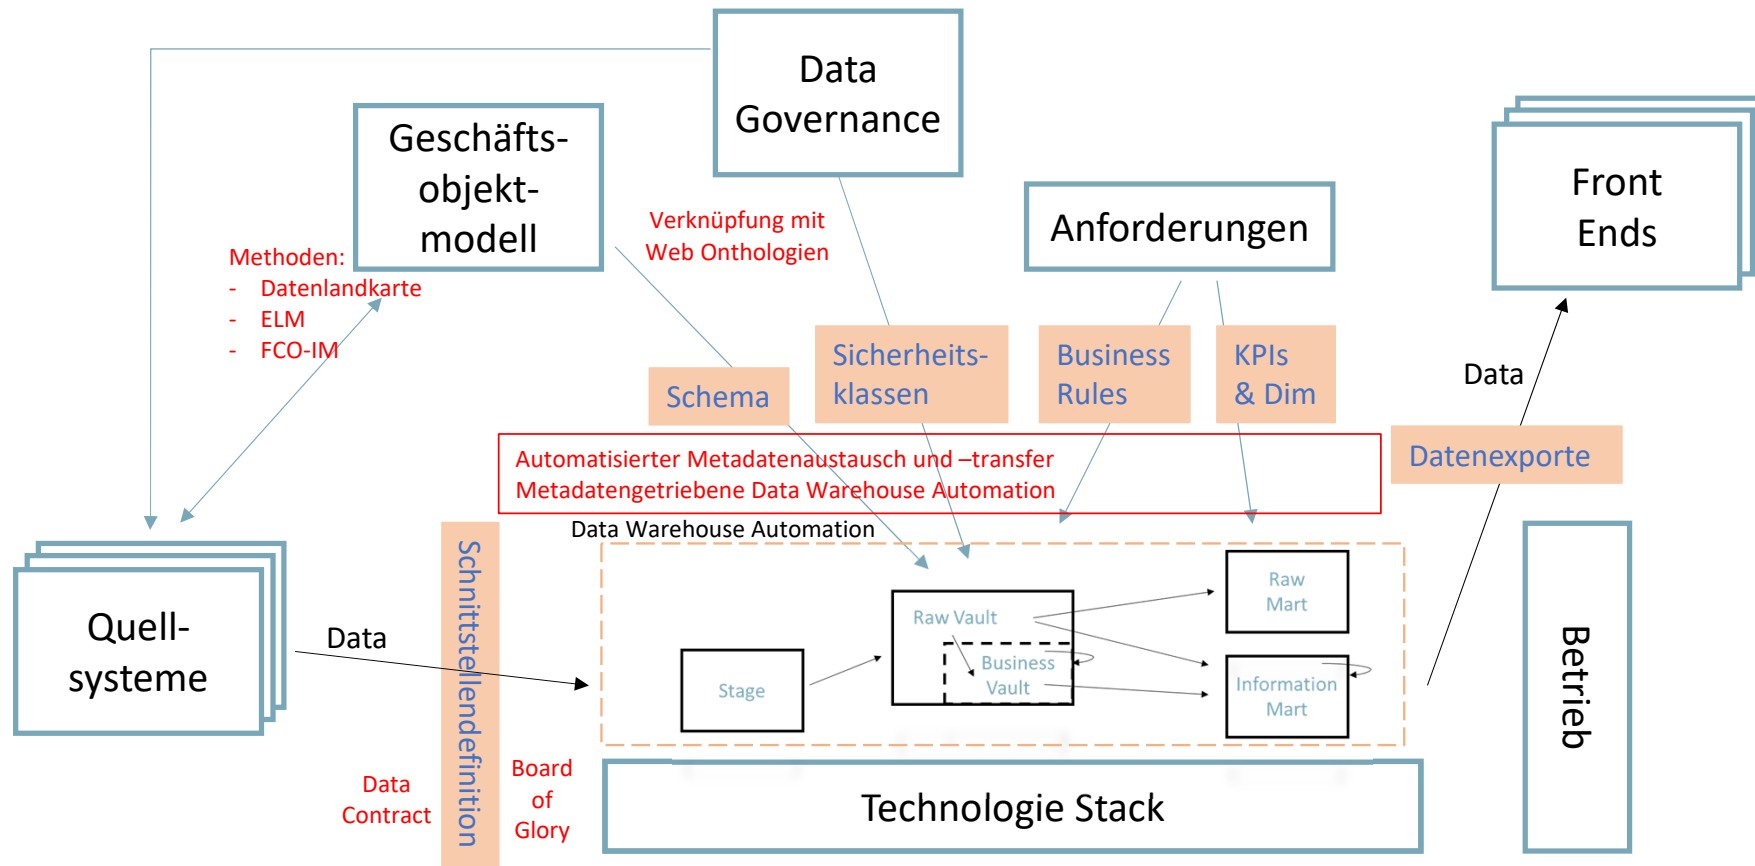 Data
Governance
Geschäfts-
objekt-
modell
Front
Ends
Anforderungen
Verknüpfung mit
Web Onthologien
Methoden:
- Datenlandkarte
- ELM
- FCO-IM
Schema
Sicherheits-
klassen
Business
Rules
KPIs
& Dim
Data
Datenexporte
Automatisierter Metadatenaustausch und –transfer
Metadatengetriebene Data Warehouse Automation
Data Warehouse Automation
Quell-
systeme
Data
Schnittstellendefinition
Stage
Raw Vault
Business
Vault
Raw
Mart
Information
Mart
Betrieb
Data
Contract
Board
of
Glory
Technologie Stack